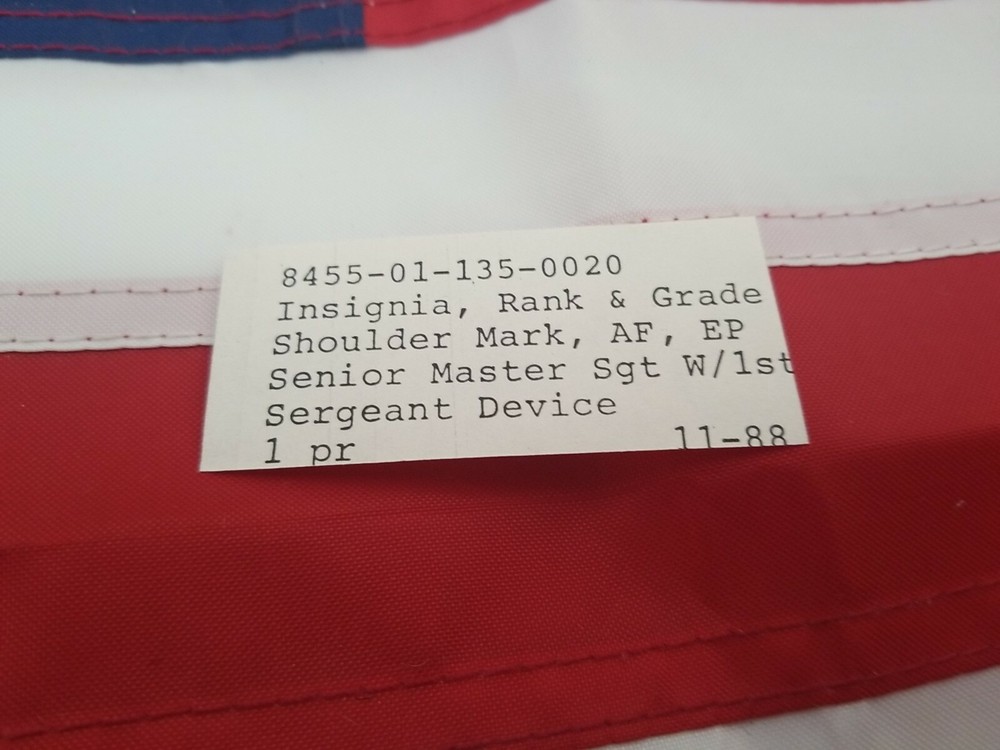 8455-01-135-0020
Insignia, Rank & Grade
Shoulder Mark, AF, EP
Senior Master Sgt W/1st
Sergeant Device
1 pr 11-88